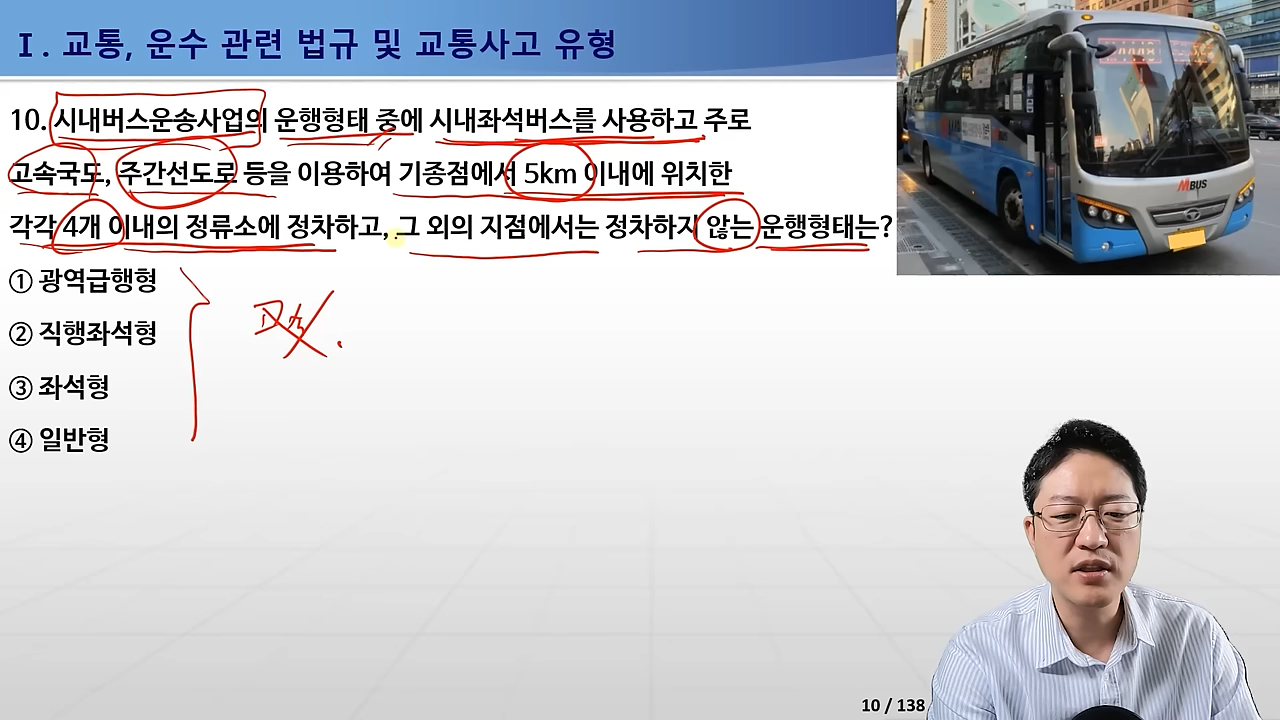 Ⅰ. 교통, 운수 관련 법규 및 교통사고 유형
10. 시내버스운송사업의 운행형태 중에 시내좌석버스를 사용하고 주로
고속국도, 주간선도로 등을 이용하여 기종점에서 5km 이내에 위치한
각각 4개 이내의 정류소에 정차하고, 그 외의 지점에서는 정차하지 않는 운행형태는?
① 광역급행형
② 직행좌석형
③ 좌석형
④ 일반형
MBUS
10 / 138